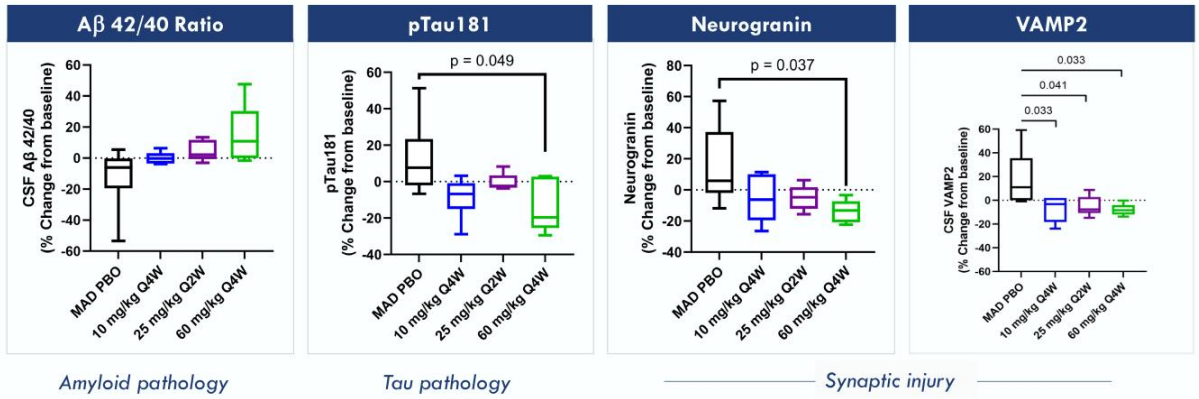 Aβ 42/40 Ratio
CSF Aβ 42/40
(% Change from baseline)
60
40
20
0
-20
-40
-60
MAD PBO
10 mg/kg Q4W
25 mg/kg Q2W
60 mg/kg Q4W
Amyloid pathology
pTau181
p = 0.049
pTau181
(% Change from baseline)
60
40
20
0
-20
-40
MAD PBO
10 mg/kg Q4W
25 mg/kg Q2W
60 mg/kg Q4W
Tau pathology
Neurogranin
p = 0.037
Neurogranin
(% Change from baseline)
80
60
40
20
0
-20
-40
MAD PBO
10 mg/kg Q4W
25 mg/kg Q2W
60 mg/kg Q4W
VAMP2
0.033
0.041
0.033
CSF VAMP2
(% Change from baseline)
60
40
20
0
-20
-40
-60
MAD PBO
10 mg/kg Q4W
25 mg/kg Q2W
60 mg/kg Q4W
Synaptic injury